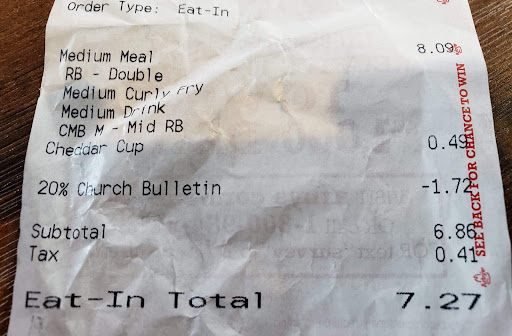 Order Type: Eat-In
Medium Meal 8.09
RB - Double
Medium Curly Fry
Medium Drink
CMB M - Mid RB
Cheddar Cup 0.49
20% Church Bulletin -1.72
Subtotal 6.86
Tax 0.41
Eat-In Total 7.27
SEE BACK FOR CHANCE TO WIN